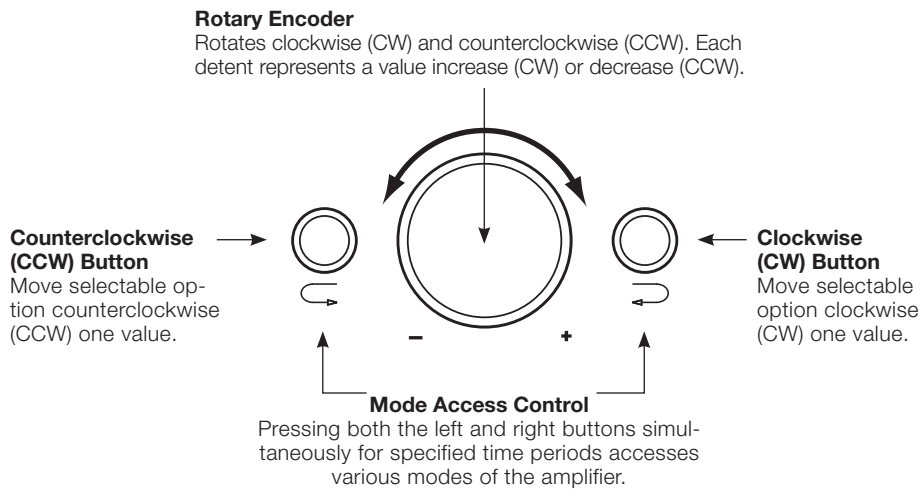 Rotary Encoder
Rotates clockwise (CW) and counterclockwise (CCW). Each
detent represents a value increase (CW) or decrease (CCW).
Counterclockwise
(CCW) Button
Move selectable op-
tion counterclockwise
(CCW) one value.
Clockwise
(CW) Button
Move selectable
option clockwise
(CW) one value.
– +
Mode Access Control
Pressing both the left and right buttons simul-
taneously for specified time periods accesses
various modes of the amplifier.